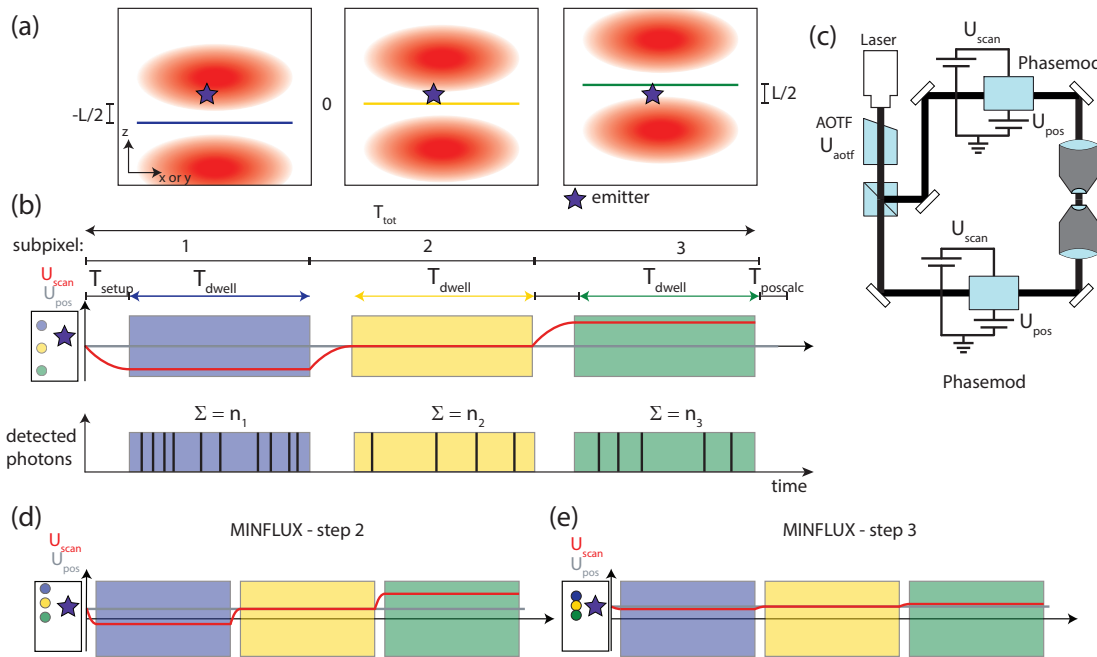 (a)
-L/2
z
x or y
0
L/2
emitter
(b)
T_tot
subpixel:
1
2
3
U_scan
U_pos
T_setup
T_dwell
T_dwell
T_dwell
T_poscalc
Σ = n_1
Σ = n_2
Σ = n_3
detected
photons
time
(c)
Laser
U_scan
Phasemod
AOTF
U_aotf
U_pos
U_scan
U_pos
Phasemod
(d)
MINFLUX - step 2
U_scan
U_pos
(e)
MINFLUX - step 3
U_scan
U_pos